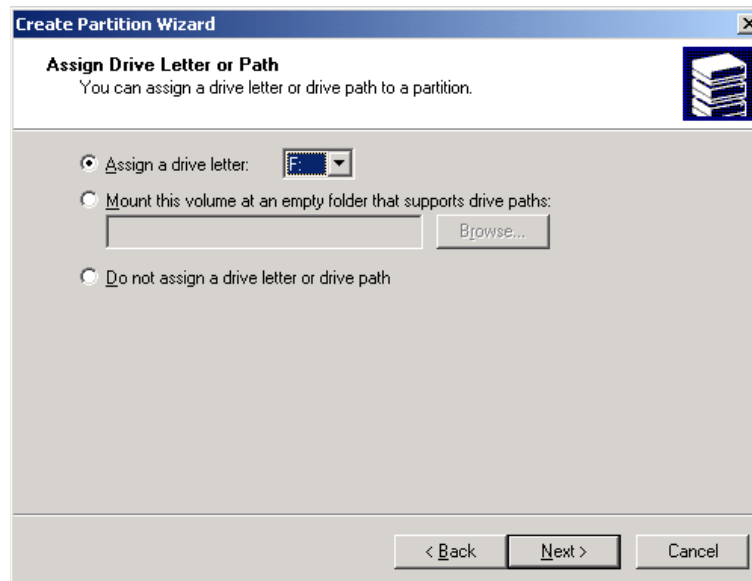 Create Partition Wizard
Assign Drive Letter or Path
You can assign a drive letter or drive path to a partition.
Assign a drive letter: F:
Mount this volume at an empty folder that supports drive paths:
Browse...
Do not assign a drive letter or drive path
< Back Next > Cancel